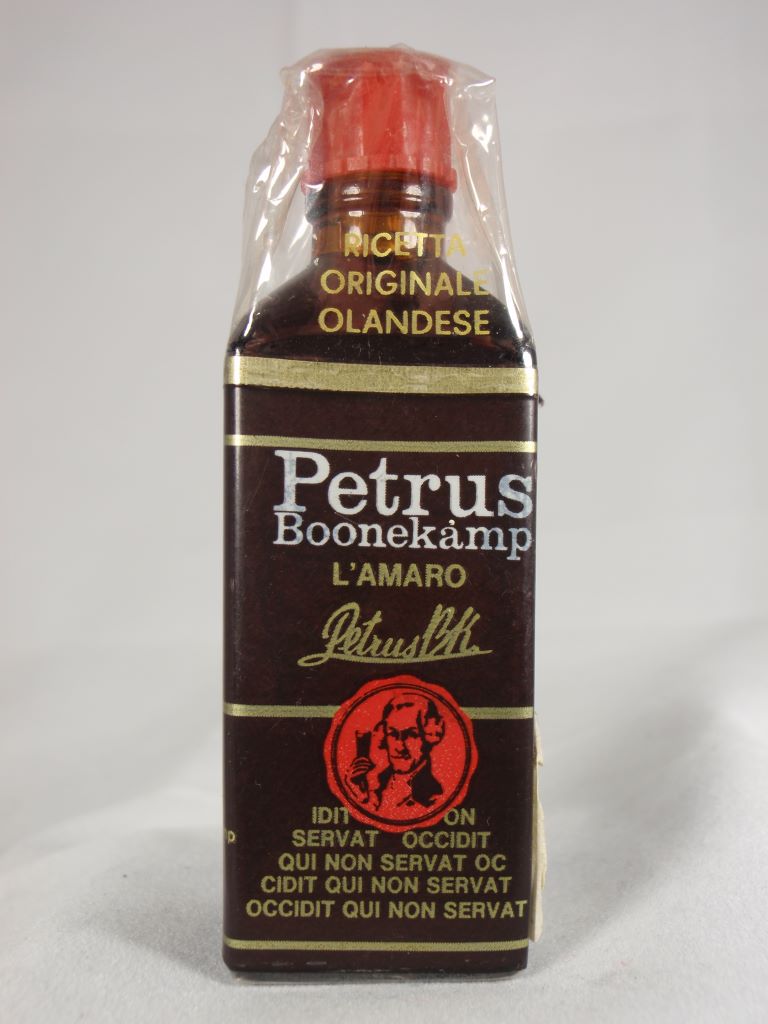 RICETTA
ORIGINALE
OLANDESE
Petrus
Boonekamp
L'AMARO
Petrus BK.
IDIT ON
SERVAT OCCIDIT
QUI NON SERVAT OC
CIDIT QUI NON SERVAT
OCCIDIT QUI NON SERVAT